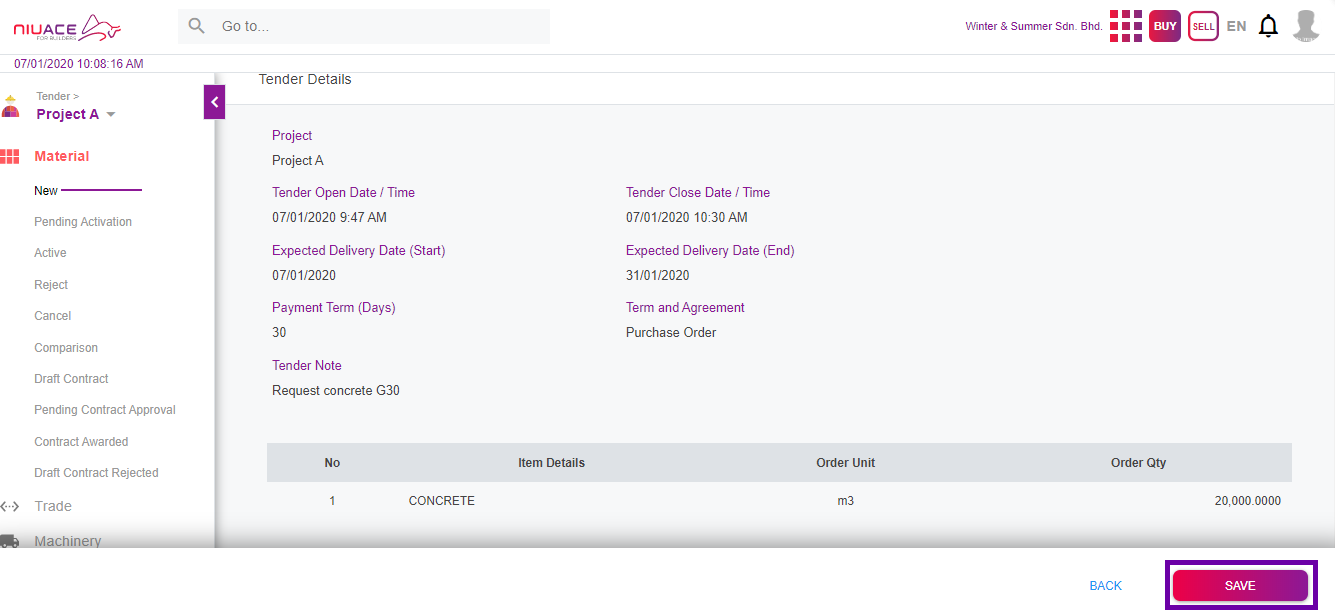 NIUACE
FOR BUILDERS
Go to...
Winter & Summer Sdn. Bhd.
BUY
SELL
EN
07/01/2020 10:08:16 AM
Tender >
Project A
Material
New
Pending Activation
Active
Reject
Cancel
Comparison
Draft Contract
Pending Contract Approval
Contract Awarded
Draft Contract Rejected
Trade
Machinery
Tender Details
Project
Project A
Tender Open Date / Time Tender Close Date / Time
07/01/2020 9:47 AM 07/01/2020 10:30 AM
Expected Delivery Date (Start) Expected Delivery Date (End)
07/01/2020 31/01/2020
Payment Term (Days) Term and Agreement
30 Purchase Order
Tender Note
Request concrete G30
No Item Details Order Unit Order Qty
1 CONCRETE m3 20,000.0000
BACK SAVE